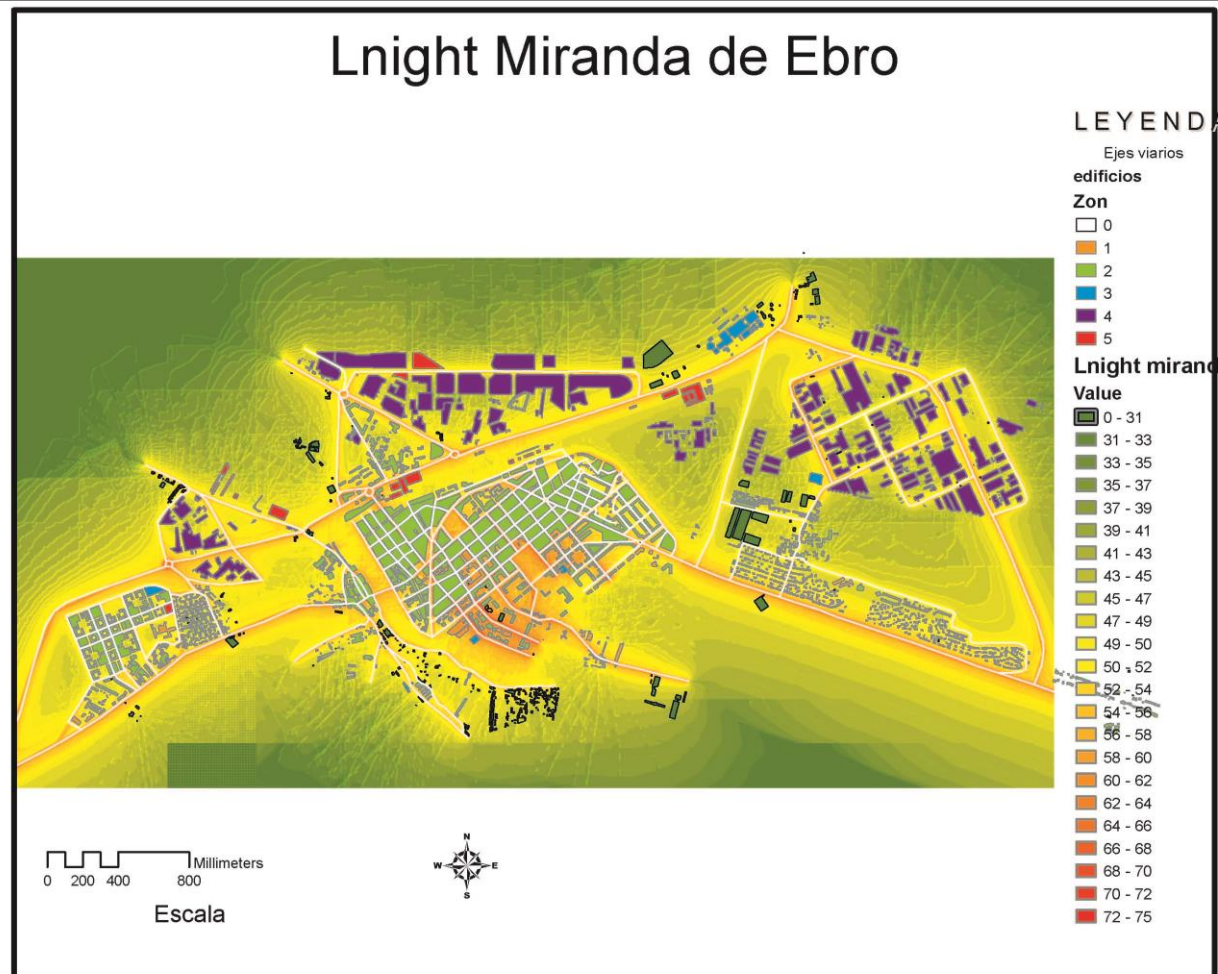 Lnight Miranda de Ebro
LEYENDA
Ejes viarios
edificios
Zon
0
1
2
3
4
5
Lnight mirand
Value
0 - 31
31 - 33
33 - 35
35 - 37
37 - 39
39 - 41
41 - 43
43 - 45
45 - 47
47 - 49
49 - 50
50 - 52
52 - 54
54 - 56
56 - 58
58 - 60
60 - 62
62 - 64
64 - 66
66 - 68
68 - 70
70 - 72
72 - 75
Millimeters
0 200 400 800
Escala
N
W E
S